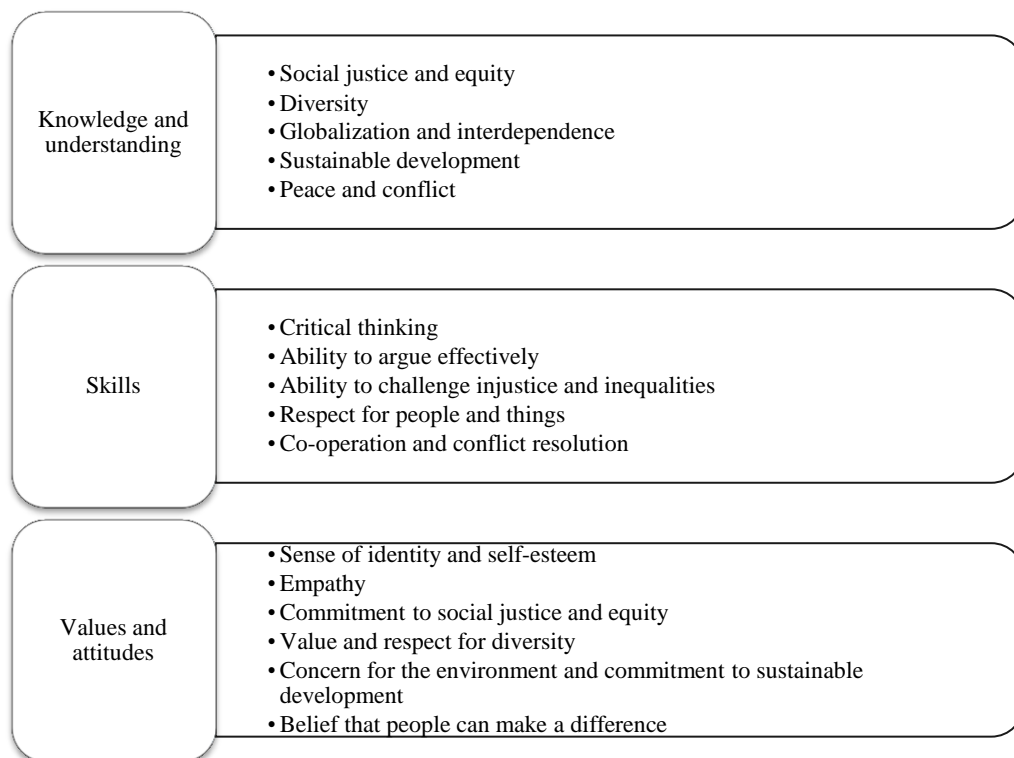 Knowledge and
understanding
• Social justice and equity
• Diversity
• Globalization and interdependence
• Sustainable development
• Peace and conflict
Skills
• Critical thinking
• Ability to argue effectively
• Ability to challenge injustice and inequalities
• Respect for people and things
• Co-operation and conflict resolution
Values and
attitudes
• Sense of identity and self-esteem
• Empathy
• Commitment to social justice and equity
• Value and respect for diversity
• Concern for the environment and commitment to sustainable
development
• Belief that people can make a difference